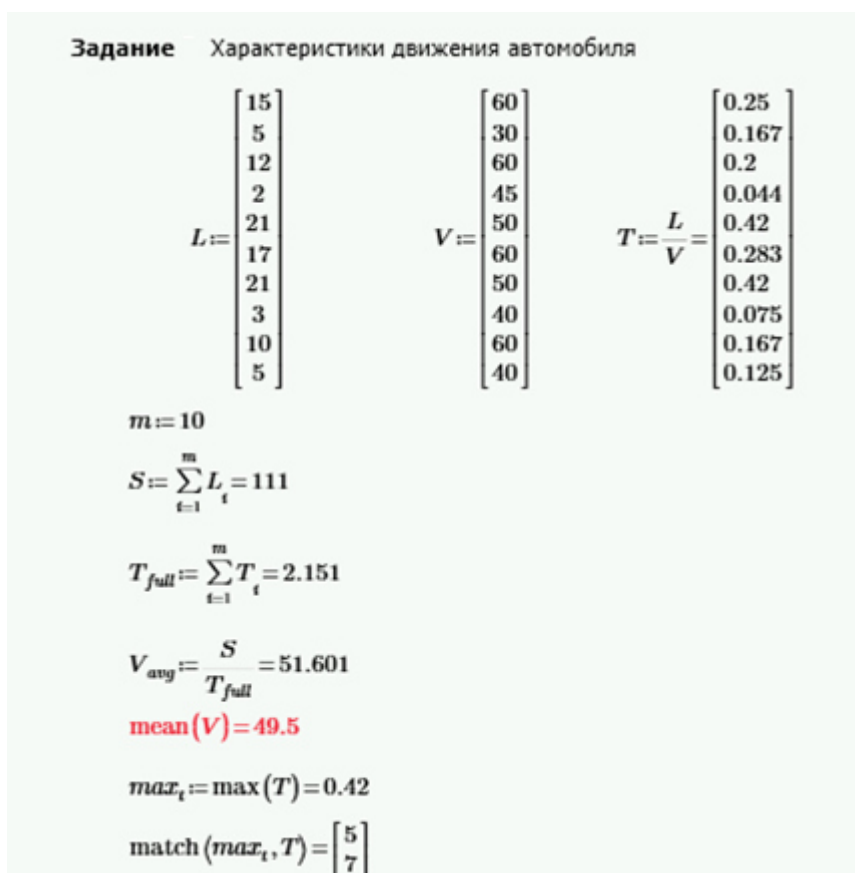 Задание Характеристики движения автомобиля
L:=[15 5 12 2 21 17 21 3 10 5] V:=[60 30 60 45 50 60 50 40 60 40] T:=L/V=[0.25 0.167 0.2 0.044 0.42 0.283 0.42 0.075 0.167 0.125]
m:=10
S:=∑_{t=1}^{m} L_t=111
T_full:=∑_{t=1}^{m} T_t=2.151
V_avg:=S/T_full=51.601
mean(V)=49.5
max_t:=max(T)=0.42
match(max_t,T)=[5 7]